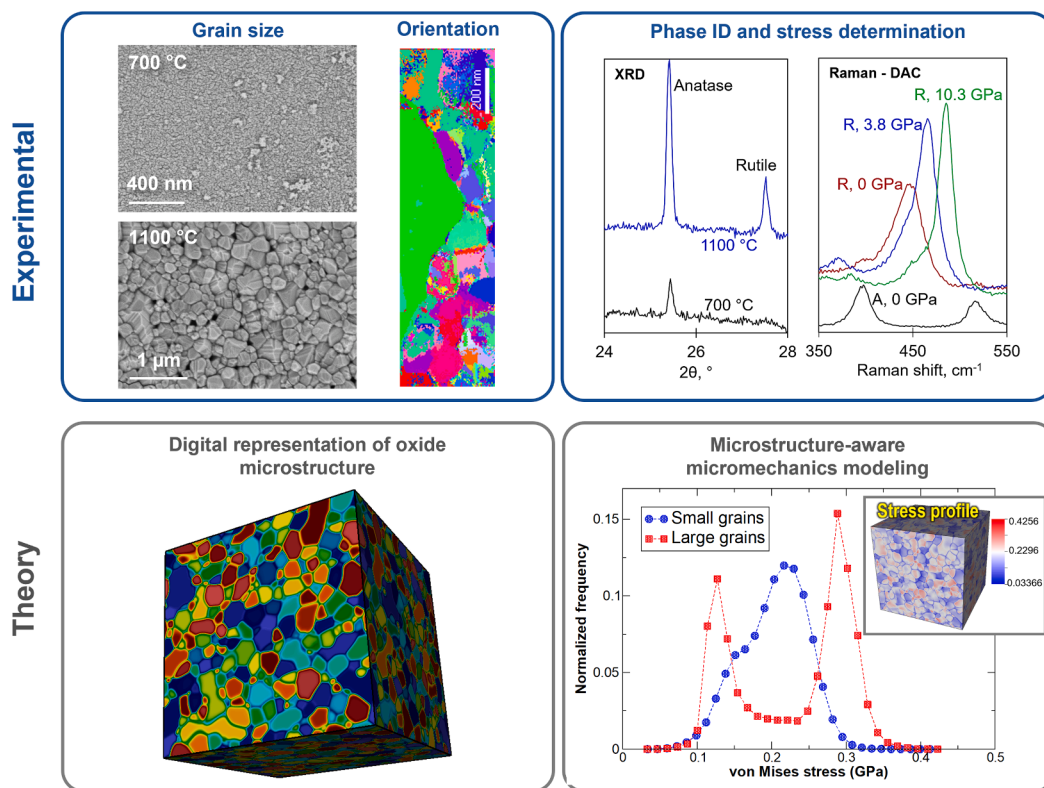 Experimental
Grain size
700 °C
400 nm
1100 °C
1 µm
Orientation
200 nm
Phase ID and stress determination
XRD
Anatase
Rutile
1100 °C
700 °C
24
26
28
2θ, °
Raman - DAC
R, 10.3 GPa
R, 3.8 GPa
R, 0 GPa
A, 0 GPa
350
450
550
Raman shift, cm⁻¹
Theory
Digital representation of oxide
microstructure
Microstructure-aware
micromechanics modeling
Normalized frequency
0.15
0.1
0.05
0
Small grains
Large grains
Stress profile
0.4256
0.2296
0.03366
0
0.1
0.2
0.3
0.4
0.5
von Mises stress (GPa)